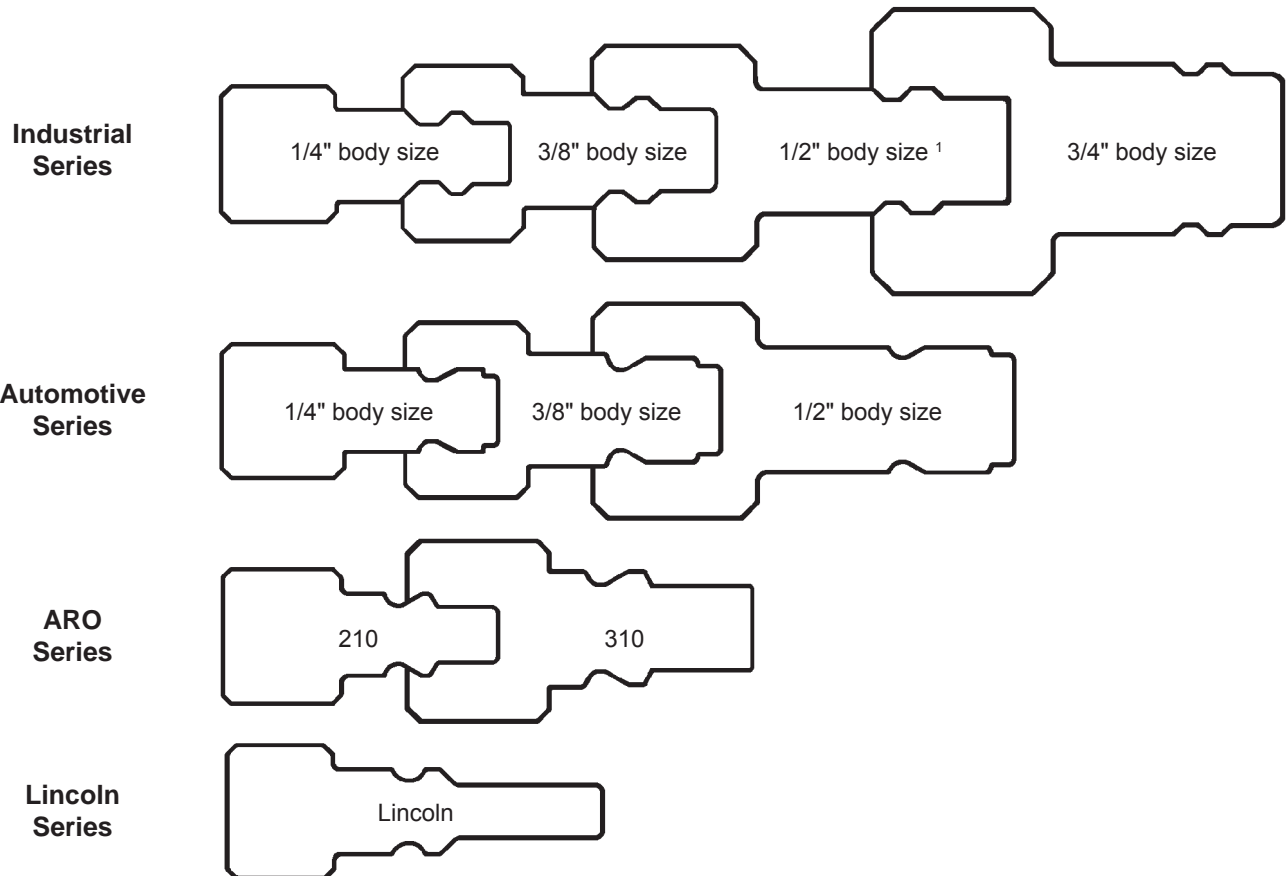 Industrial
Series
1/4" body size
3/8" body size
1/2" body size ¹
3/4" body size
Automotive
Series
1/4" body size
3/8" body size
1/2" body size
ARO
Series
210
310
Lincoln
Series
Lincoln